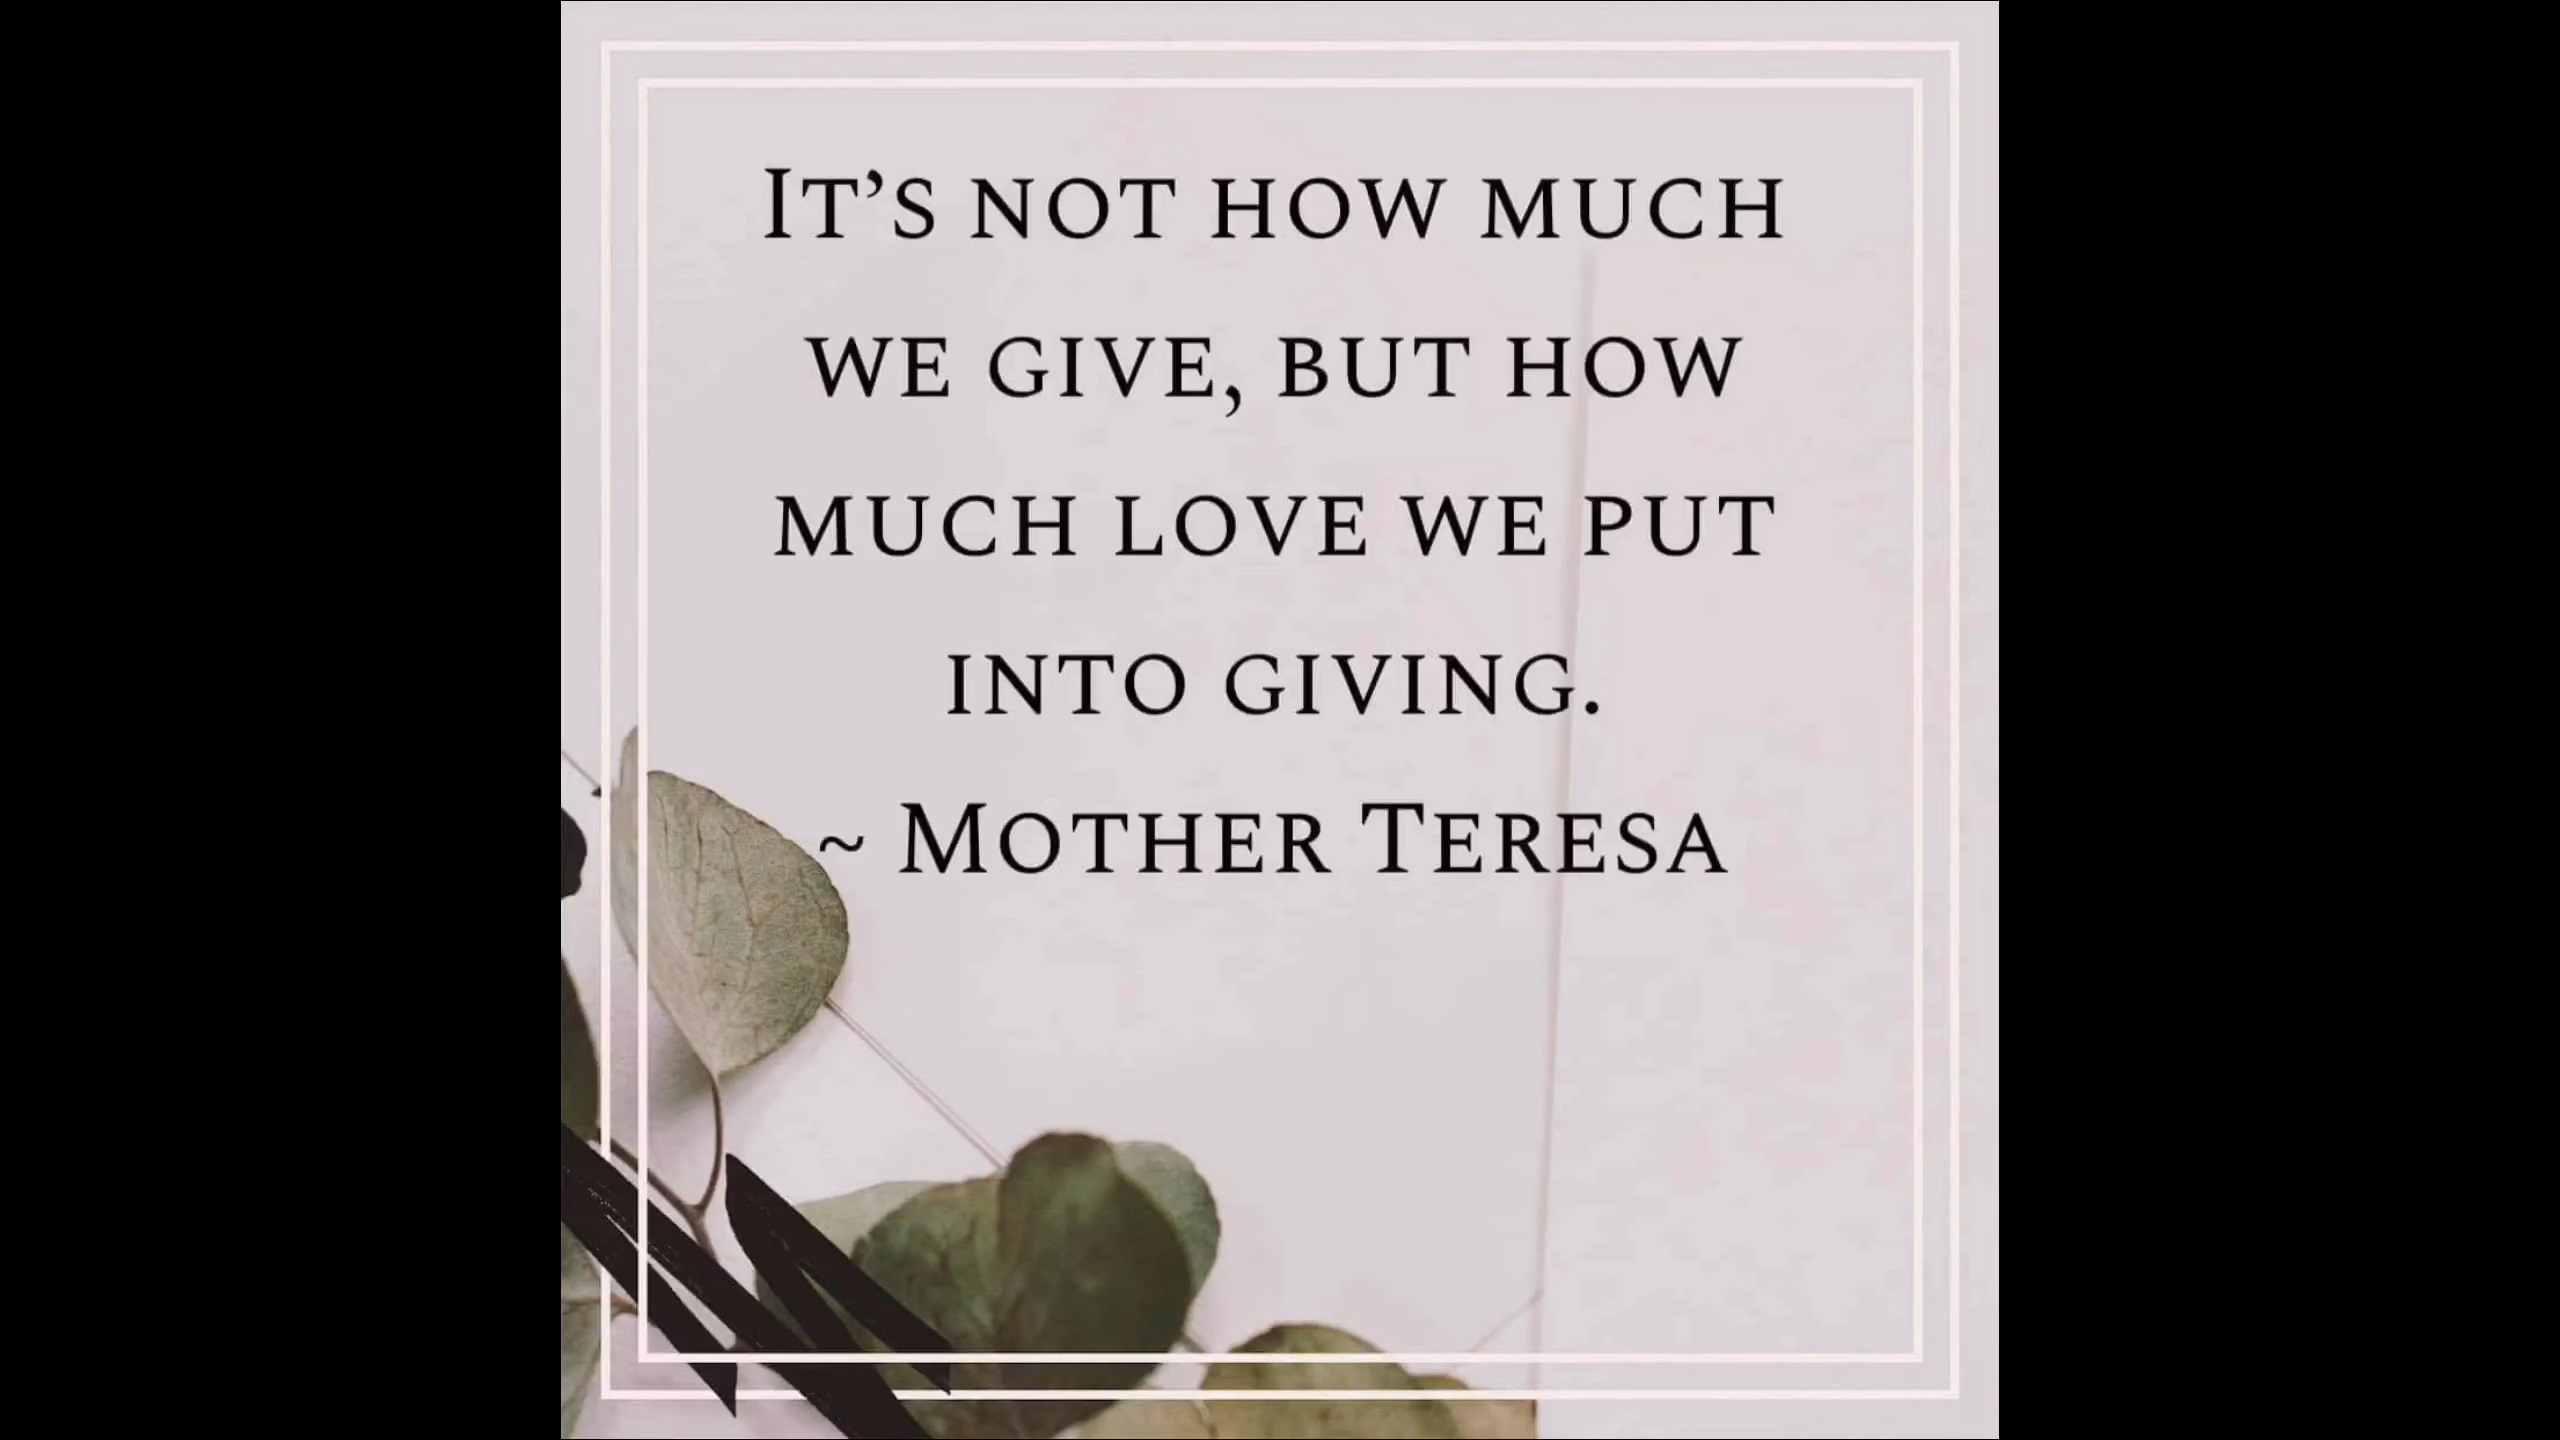 It's not how much
we give, but how
much love we put
into giving.
~ Mother Teresa